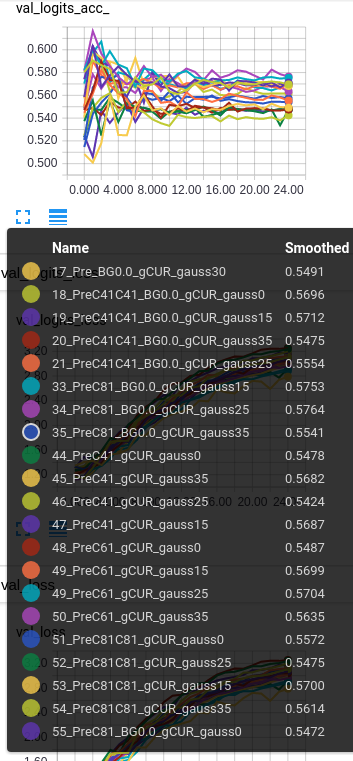 val_logits_acc_
0.600
0.580
0.560
0.540
0.520
0.500
0.000 4.000 8.000 12.00 16.00 20.00 24.00
Name Smoothed
17_Pre_BG0.0_gCUR_gauss30 0.5491
18_PreC41C41_BG0.0_gCUR_gauss0 0.5696
19_PreC41C41_BG0.0_gCUR_gauss15 0.5712
20_PreC41C41_BG0.0_gCUR_gauss35 0.5475
21_PreC41C41_BG0.0_gCUR_gauss25 0.5554
33_PreC81_BG0.0_gCUR_gauss15 0.5753
34_PreC81_BG0.0_gCUR_gauss25 0.5764
35_PreC81_BG0.0_gCUR_gauss35 0.5541
44_PreC41_gCUR_gauss0 0.5478
45_PreC41_gCUR_gauss35 0.5682
46_PreC41_gCUR_gauss25 0.5424
47_PreC41_gCUR_gauss15 0.5687
48_PreC61_gCUR_gauss0 0.5487
49_PreC61_gCUR_gauss15 0.5699
49_PreC61_gCUR_gauss25 0.5704
50_PreC61_gCUR_gauss35 0.5635
51_PreC81C81_gCUR_gauss0 0.5572
52_PreC81C81_gCUR_gauss25 0.5475
53_PreC81C81_gCUR_gauss15 0.5700
54_PreC81C81_gCUR_gauss35 0.5614
55_PreC81_BG0.0_gCUR_gauss0 0.5472
val_loss
1.60